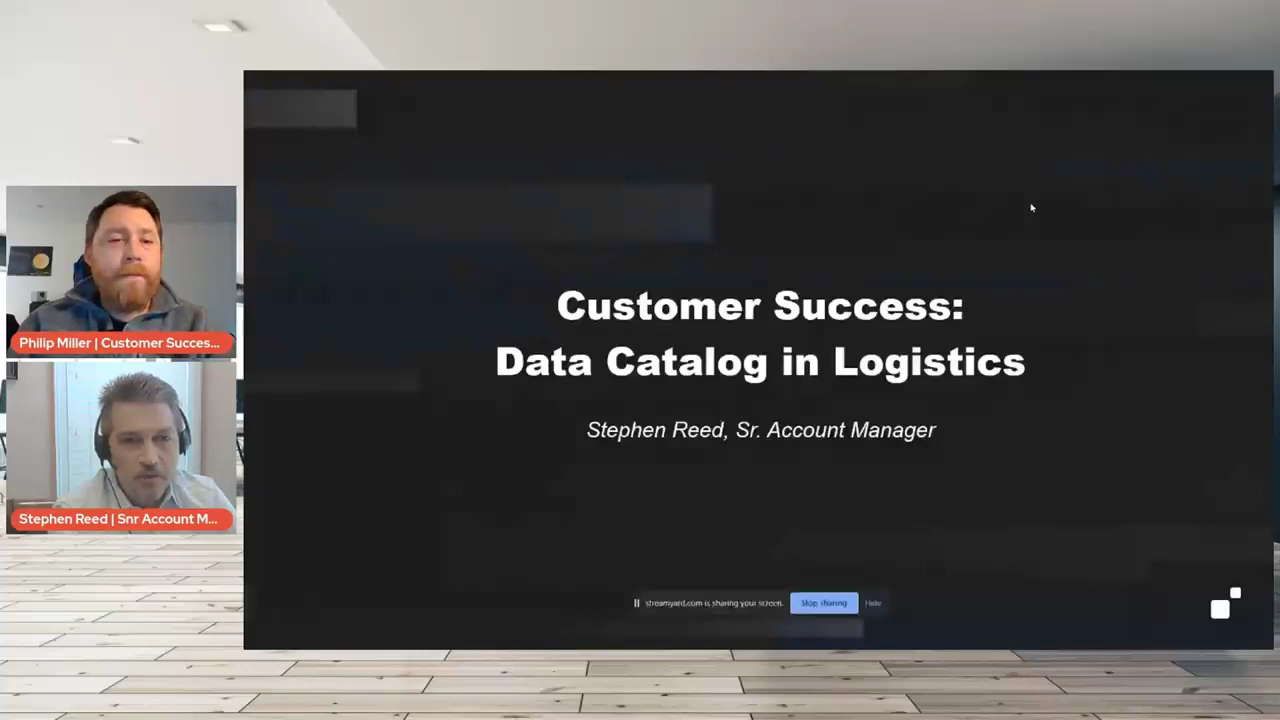 Customer Success:
Data Catalog in Logistics
Stephen Reed, Sr. Account Manager
Philip Miller | Customer Succes...
Stephen Reed | Snr Account M...
streamyard.com is sharing your screen.
Stop sharing
Hide